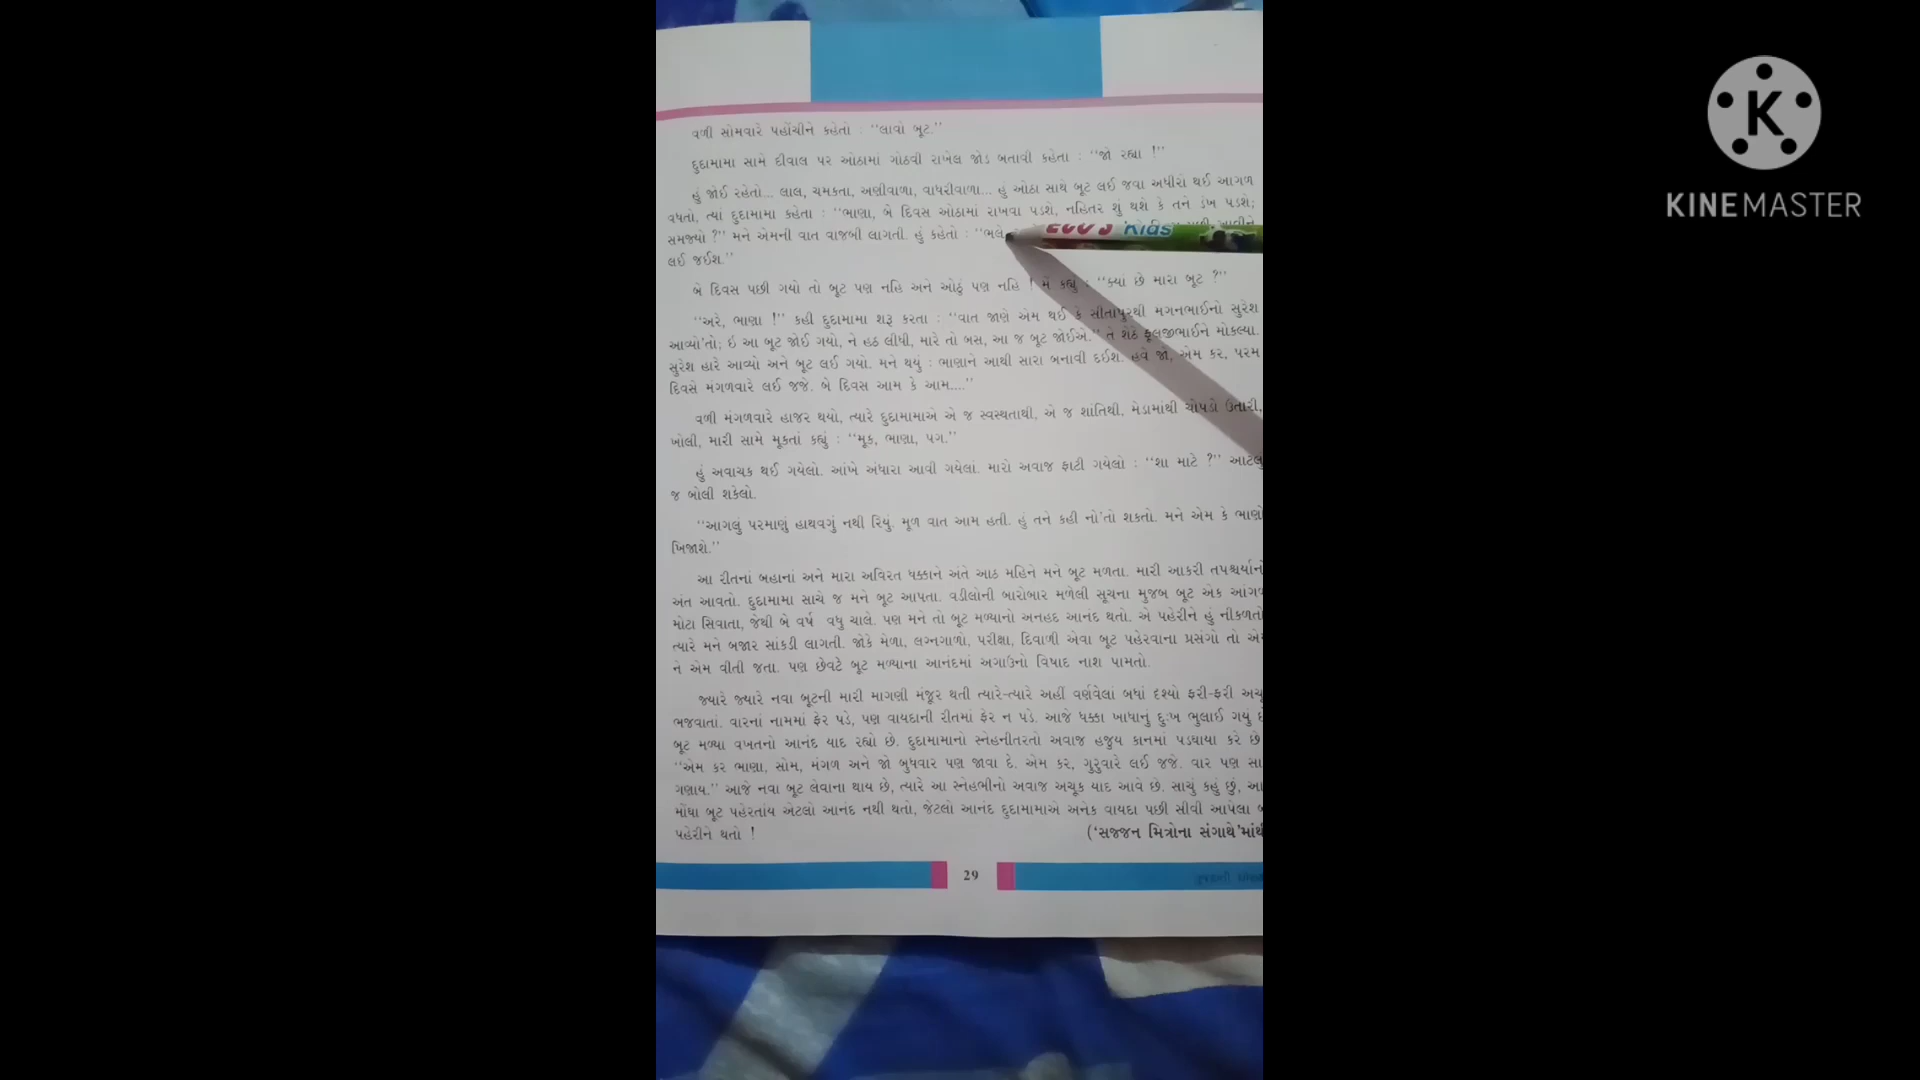 વળી સોમવારે પહોંચીને કહેતો : “લાવો બૂટ.”
દુદામામા સામે દીવાલ પર ઓઠામાં ગોઠવી રાખેલ જોડ બતાવી કહેતા : “જો રહ્યા !”
હું જોઈ રહેતો... લાલ, ચમકતા, અણીવાળા, વાધરીવાળા... હું ઓઠા સાથે બૂટ લઈ જવા અધીરો થઈ આગળ
વધતો, ત્યાં દુદામામા કહેતા : “ભાણા, બે દિવસ ઓઠામાં રાખવા પડશે, નહિતર શું થશે કે તને ડંખ પડશે;
સમજ્યો ?” મને એમની વાત વાજબી લાગતી. હું કહેતો : “ભલે
લઈ જઈશ.”
બે દિવસ પછી ગયો તો બૂટ પણ નહિ અને ઓઠું પણ નહિ ! મેં કહ્યું : “ક્યાં છે મારા બૂટ ?”
“અરે, ભાણા !” કહી દુદામામા શરૂ કરતા : “વાત જાણે એમ થઈ કે સીતાપુરથી મગનભાઈનો સુરેશ
આવ્યો'તો; ઇ આ બૂટ જોઈ ગયો, ને હઠ લીધી, મારે તો બસ, આ જ બૂટ જોઈએ.” તે શેઠે ફૂલજીભાઈને મોકલ્યા.
સુરેશ હારે આવ્યો અને બૂટ લઈ ગયો. મને થયું : ભાણાને આથી સારા બનાવી દઈશ. હવે જા, એમ કર, પરમ
દિવસે મંગળવારે લઈ જજે. બે દિવસ આમ કે આમ....”
વળી મંગળવારે હાજર થયો, ત્યારે દુદામામાએ એ જ સ્વસ્થતાથી, એ જ શાંતિથી, મેડામાંથી ચોપડો ઉતારી,
ખોલી, મારી સામે મૂકતાં કહ્યું : “મૂક, ભાણા, પગ.”
હું અવાચક થઈ ગયેલો. આંખે અંધારા આવી ગયેલાં. મારો અવાજ ફાટી ગયેલો : “શા માટે ?” આટલું
જ બોલી શકેલો.
“આગલું પરમાણું હાથવગું નથી રિયું. મૂળ વાત આમ હતી. હું તને કહી નો'તો શકતો. મને એમ કે ભાણો
ખિજાશે.”
આ રીતનાં બહાનાં અને મારા અવિરત ધક્કાને અંતે આઠ મહિને મને બૂટ મળતા. મારી આકરી તપશ્ચર્યાનો
અંત આવતો. દુદામામા સાચે જ મને બૂટ આપતા. વડીલોની બારોબાર મળેલી સૂચના મુજબ બૂટ એક આંગળ
મોટા સિવાતા, જેથી બે વર્ષ વધુ ચાલે. પણ મને તો બૂટ મળ્યાનો અનહદ આનંદ થતો. એ પહેરીને હું નીકળતો
ત્યારે મને બજાર સાંકડી લાગતી. જોકે મેળા, લગ્નગાળો, પરીક્ષા, દિવાળી એવા બૂટ પહેરવાના પ્રસંગો તો એમ
ને એમ વીતી જતા. પણ છેવટે બૂટ મળ્યાના આનંદમાં અગાઉનો વિષાદ નાશ પામતો.
જ્યારે જ્યારે નવા બૂટની મારી માગણી મંજૂર થતી ત્યારે-ત્યારે અહીં વર્ણવેલાં બધાં દશ્યો ફરી-ફરી અચૂ
ભજવાતાં. વારનાં નામમાં ફેર પડે, પણ વાયદાની રીતમાં ફેર ન પડે. આજે ધક્કા ખાધાનું દુઃખ ભુલાઈ ગયું છે
બૂટ મળ્યા વખતનો આનંદ યાદ રહ્યો છે. દુદામામાનો સ્નેહનીતરતો અવાજ હજુય કાનમાં પડઘાયા કરે છે
“એમ કર ભાણા, સોમ, મંગળ અને જો બુધવાર પણ જાવા દે. એમ કર, ગુરુવારે લઈ જજે. વાર પણ સા
ગણાય.” આજે નવા બૂટ લેવાના થાય છે, ત્યારે આ સ્નેહભીનો અવાજ અચૂક યાદ આવે છે. સાચું કહું છું, આ
મોંઘા બૂટ પહેરતાંય એટલો આનંદ નથી થતો, જેટલો આનંદ દુદામામાએ અનેક વાયદા પછી સીવી આપેલા બ
પહેરીને થતો !
(‘સજ્જન મિત્રોના સંગાથે'માંથી
29
Kids
KINEMASTER